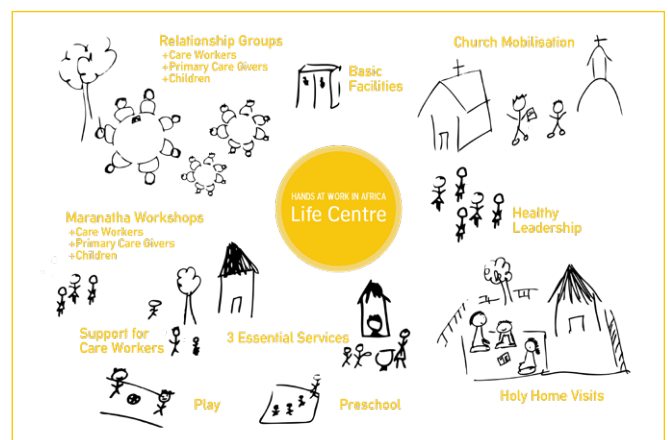 Relationship Groups
+Care Workers
+Primary Care Givers
+Children
Basic
Facilities
Church Mobilisation
HANDS AT WORK IN AFRICA
Life Centre
Maranatha Workshops
+Care Workers
+Primary Care Givers
+Children
Healthy
Leadership
Support for
Care Workers
3 Essential Services
Play
Preschool
Holy Home Visits